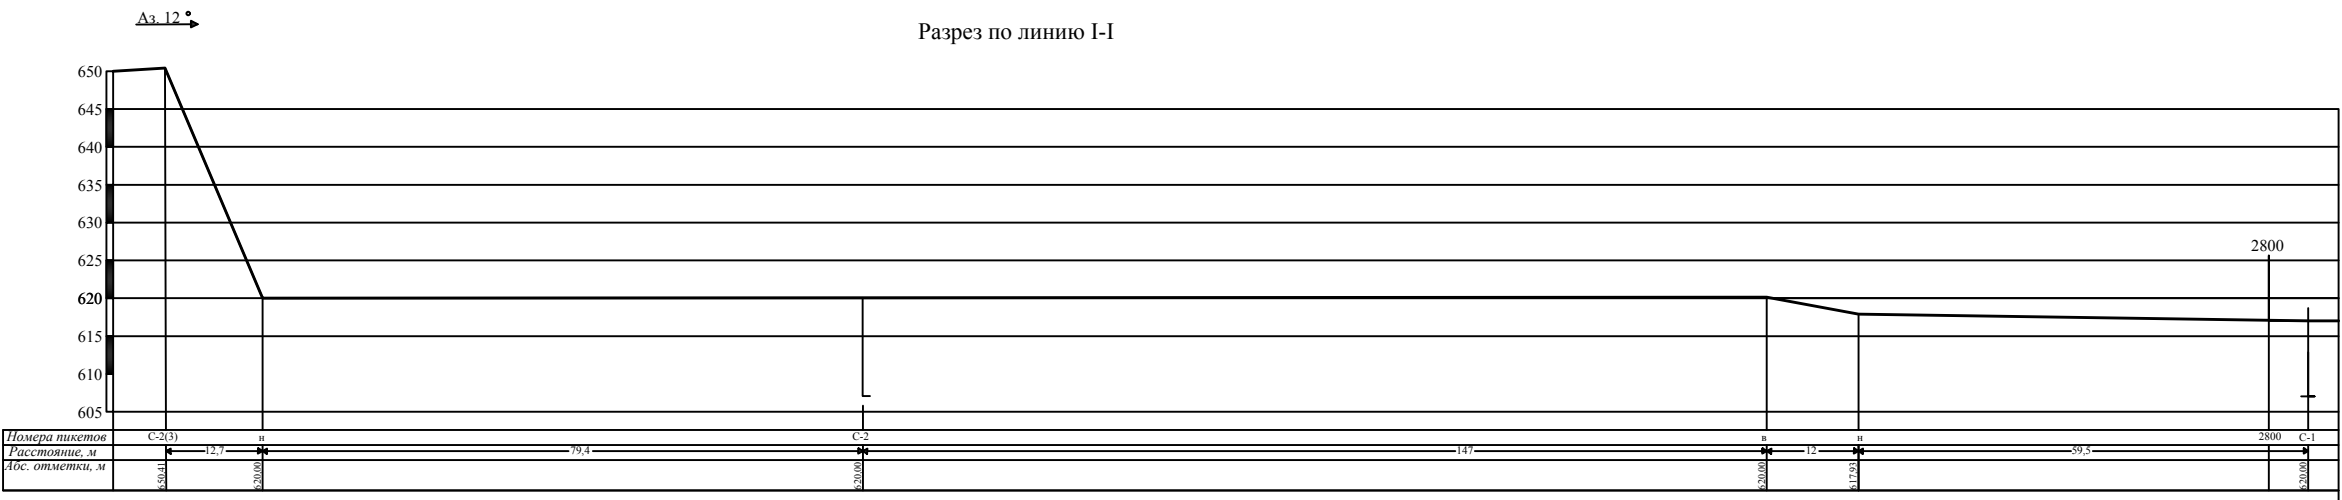 Аз. 12 °
Разрез по линию I-I
650
645
640
635
630
625
620
615
610
605
2800
Номера пикетов С-2(3) н С-2 в н 2800 С-1
Расстояние, м 12,7 79,4 147 12 59,5
Абс. отметки, м 650.41 620.00 620.00 620.00 617.93 620.00